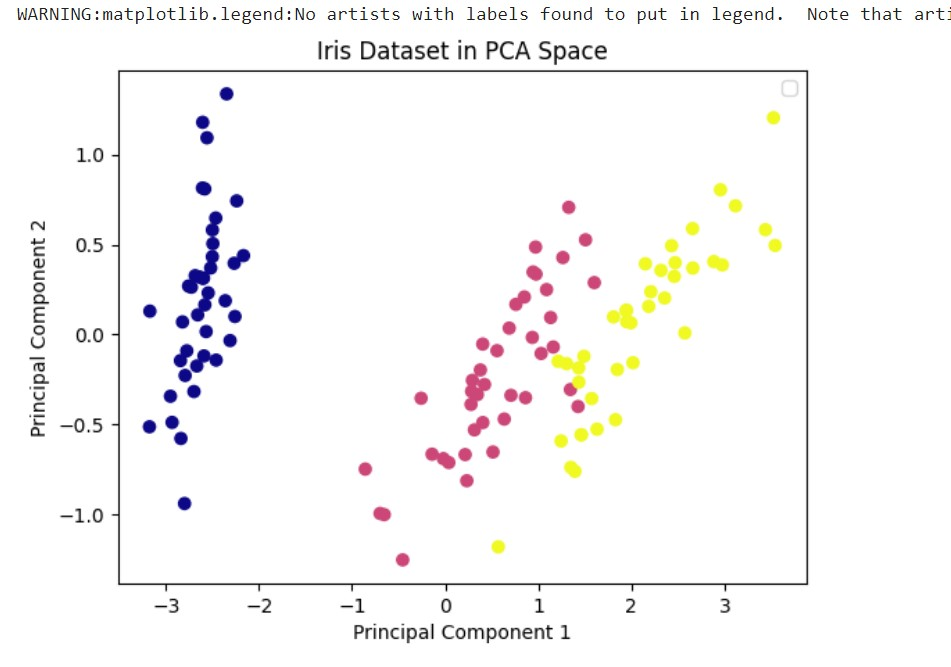 WARNING:matplotlib.legend:No artists with labels found to put in legend.  Note that
Iris Dataset in PCA Space
1.0
0.5
0.0
−0.5
−1.0
Principal Component 2
−3 −2 −1 0 1 2 3
Principal Component 1